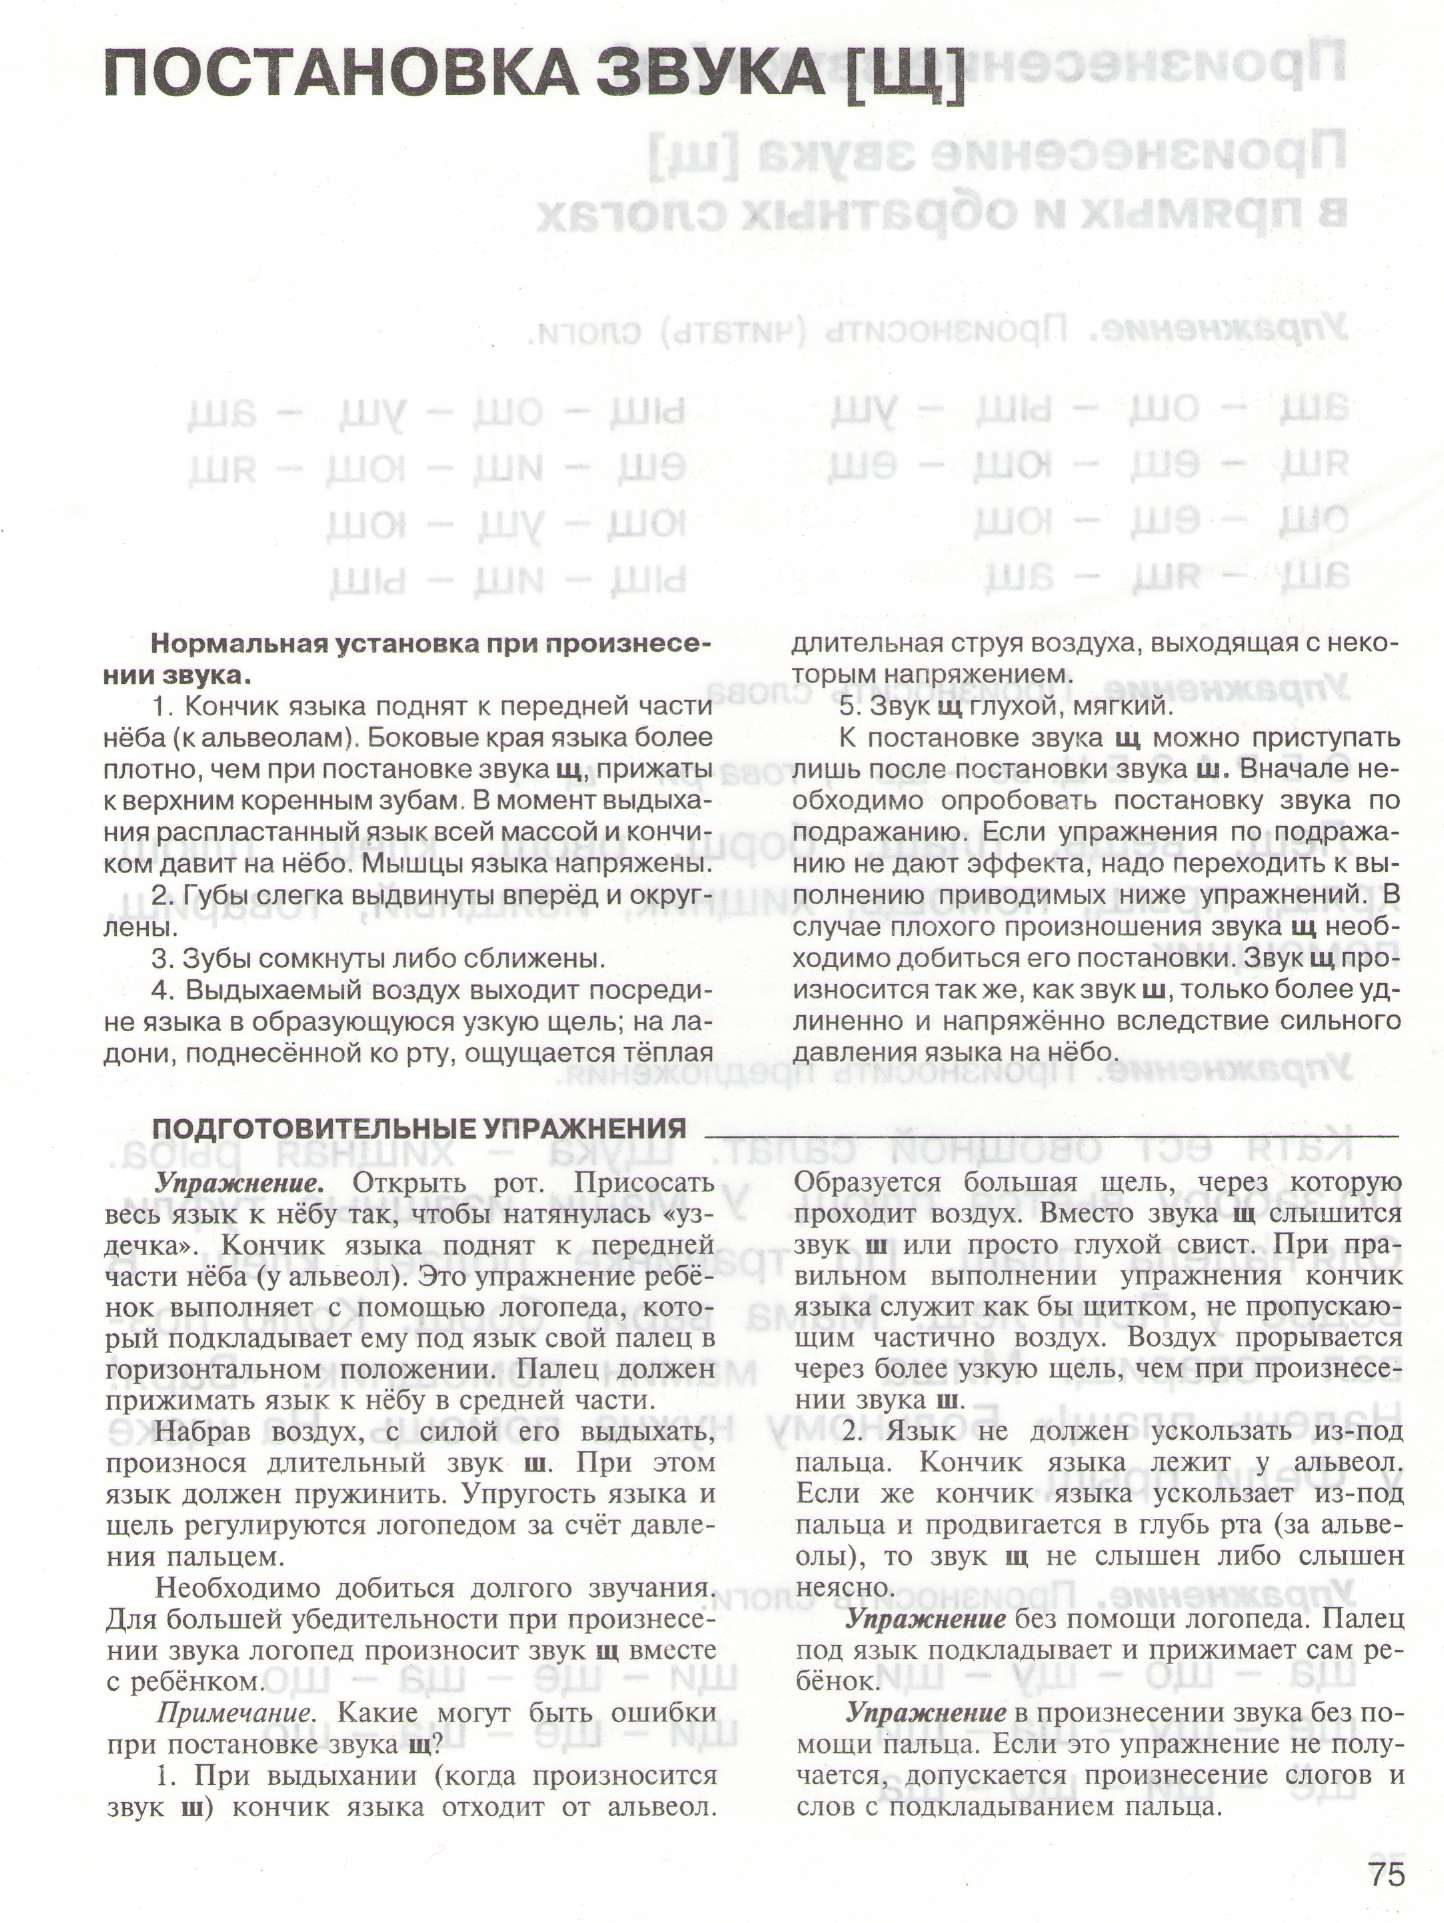 ПОСТАНОВКА ЗВУКА [Щ]
Нормальная установка при произнесе-
нии звука.
1. Кончик языка поднят к передней части
нёба (к альвеолам). Боковые края языка более
плотно, чем при постановке звука щ, прижаты
к верхним коренным зубам. В момент выдыха-
ния распластанный язык всей массой и кончи-
ком давит на нёбо. Мышцы языка напряжены.
2. Губы слегка выдвинуты вперёд и округ-
лены.
3. Зубы сомкнуты либо сближены.
4. Выдыхаемый воздух выходит посреди-
не языка в образующуюся узкую щель; на ла-
дони, поднесённой ко рту, ощущается тёплая
длительная струя воздуха, выходящая с неко-
торым напряжением.
5. Звук щ глухой, мягкий.
К постановке звука щ можно приступать
лишь после постановки звука ш. Вначале не-
обходимо опробовать постановку звука по
подражанию. Если упражнения по подража-
нию не дают эффекта, надо переходить к вы-
полнению приводимых ниже упражнений. В
случае плохого произношения звука щ необ-
ходимо добиться его постановки. Звук щ про-
износится так же, как звук ш, только более уд-
линенно и напряжённо вследствие сильного
давления языка на нёбо.
ПОДГОТОВИТЕЛЬНЫЕ УПРАЖНЕНИЯ
Упражнение. Открыть рот. Присосать
весь язык к нёбу так, чтобы натянулась «уз-
дечка». Кончик языка поднят к передней
части нёба (у альвеол). Это упражнение ребё-
нок выполняет с помощью логопеда, кото-
рый подкладывает ему под язык свой палец в
горизонтальном положении. Палец должен
прижимать язык к нёбу в средней части.
Набрав воздух, с силой его выдыхать,
произнося длительный звук ш. При этом
язык должен пружинить. Упругость языка и
щель регулируются логопедом за счёт давле-
ния пальцем.
Необходимо добиться долгого звучания.
Для большей убедительности при произнесе-
нии звука логопед произносит звук щ вместе
с ребёнком.
Примечание. Какие могут быть ошибки
при постановке звука щ?
1. При выдыхании (когда произносится
звук ш) кончик языка отходит от альвеол.
Образуется большая щель, через которую
проходит воздух. Вместо звука щ слышится
звук ш или просто глухой свист. При пра-
вильном выполнении упражнения кончик
языка служит как бы щитком, не пропускаю-
щим частично воздух. Воздух прорывается
через более узкую щель, чем при произнесе-
нии звука ш.
2. Язык не должен ускользать из-под
пальца. Кончик языка лежит у альвеол.
Если же кончик языка ускользает из-под
пальца и продвигается в глубь рта (за альве-
олы), то звук щ не слышен либо слышен
неясно.
Упражнение без помощи логопеда. Палец
под язык подкладывает и прижимает сам ре-
бёнок.
Упражнение в произнесении звука без по-
мощи пальца. Если это упражнение не полу-
чается, допускается произнесение слогов и
слов с подкладыванием пальца.
75